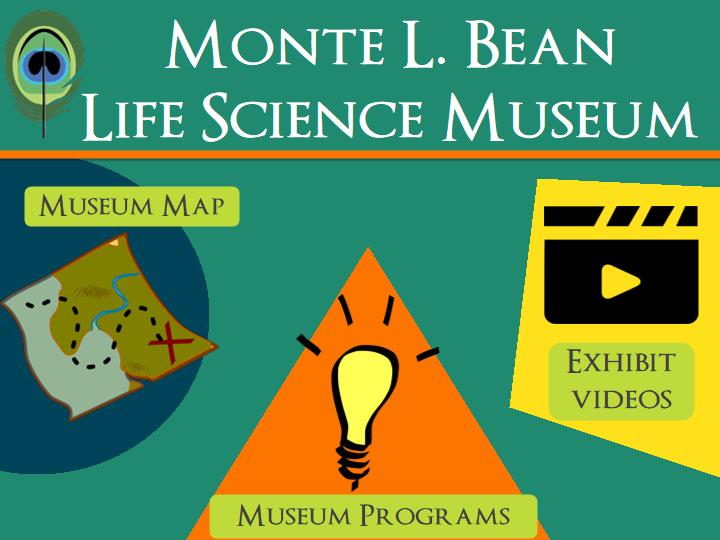 Monte L. Bean
Life Science Museum
Museum Map
Exhibit
videos
Museum Programs